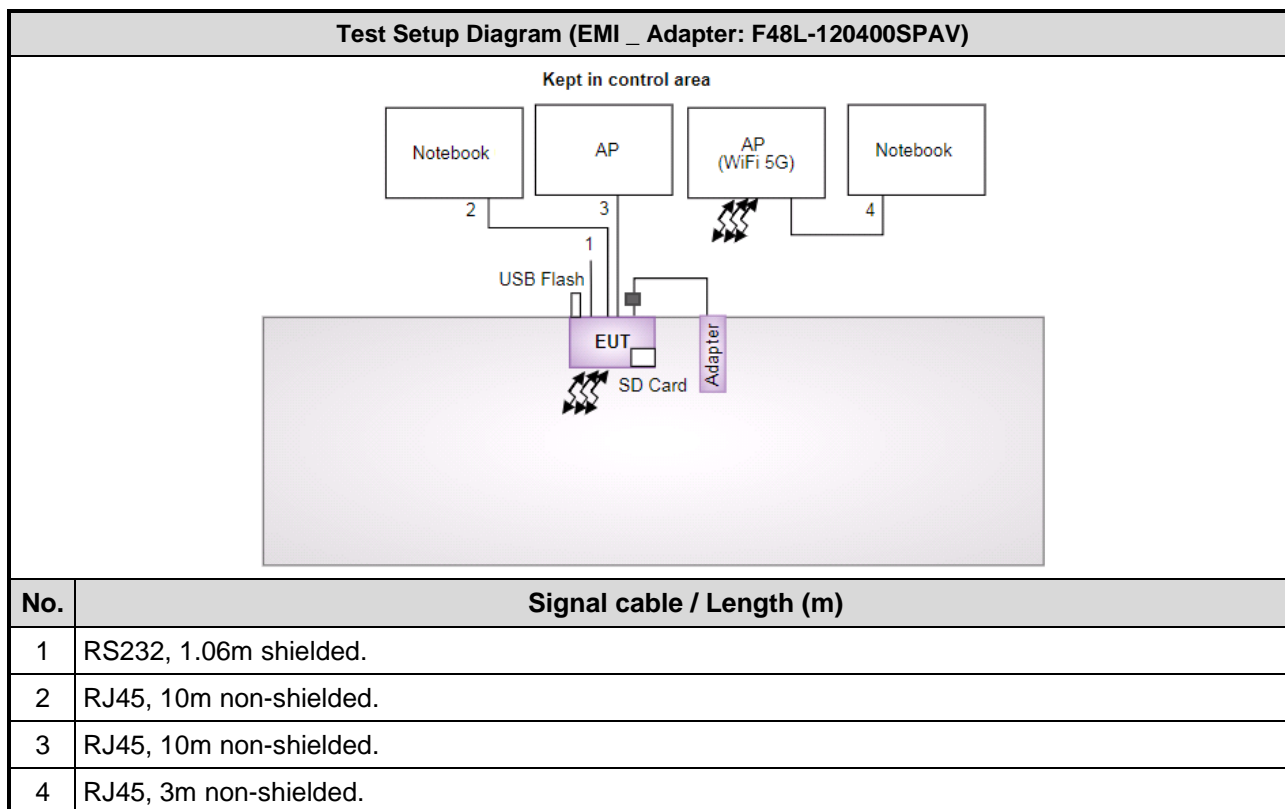 Test Setup Diagram (EMI _ Adapter: F48L-120400SPAV)
Kept in control area
Notebook
AP
AP
(WiFi 5G)
Notebook
2
3
4
1
USB Flash
EUT
Adapter
SD Card
No. Signal cable / Length (m)
1 RS232, 1.06m shielded.
2 RJ45, 10m non-shielded.
3 RJ45, 10m non-shielded.
4 RJ45, 3m non-shielded.